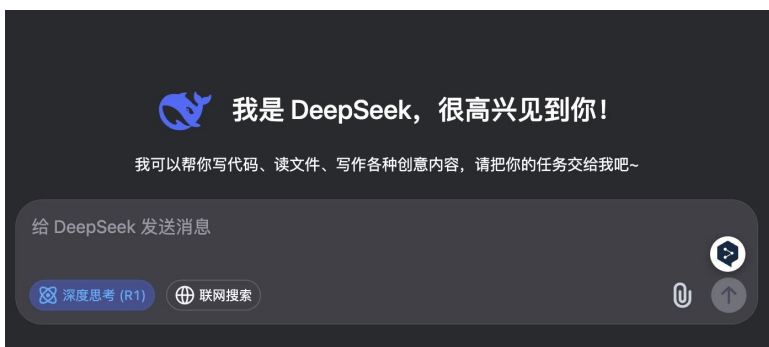 我是 DeepSeek，很高兴见到你！
我可以帮你写代码、读文件、写作各种创意内容，请把你的任务交给我吧~
给 DeepSeek 发送消息
深度思考 (R1)
联网搜索